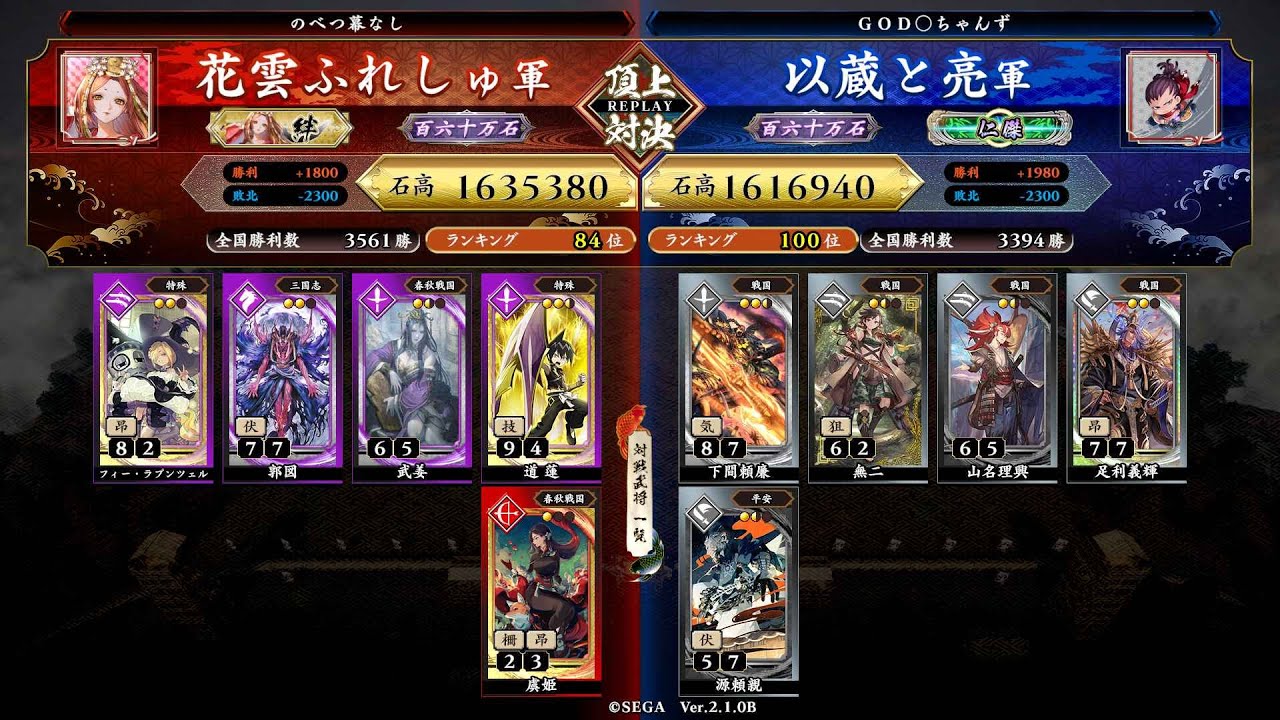 のべつ幕なし
GOD〇ちゃんず
花雲ふれしゅ軍
頂上
REPLAY
対決
以蔵と亮軍
絆
百六十万石
百六十万石
仁傑
勝利 +1800
敗北 -2300
石高 1635380
石高 1616940
勝利 +1980
敗北 -2300
全国勝利数 3561勝
ランキング 84位
ランキング 100位
全国勝利数 3394勝
特殊
昴
8 2
フィー・ラプンツェル
三国志
伏
7 7
郭図
春秋戦国
6 5
武姜
特殊
技
9 4
道蓮
戦国
気
8 7
下間頼廉
戦国
狙
6 2
無二
戦国
6 5
山名理興
戦国
昴
7 7
足利義輝
対戦武将一覧
春秋戦国
柵 昴
2 3
虞姫
平安
伏
5 7
源頼親
©SEGA Ver.2.1.0B